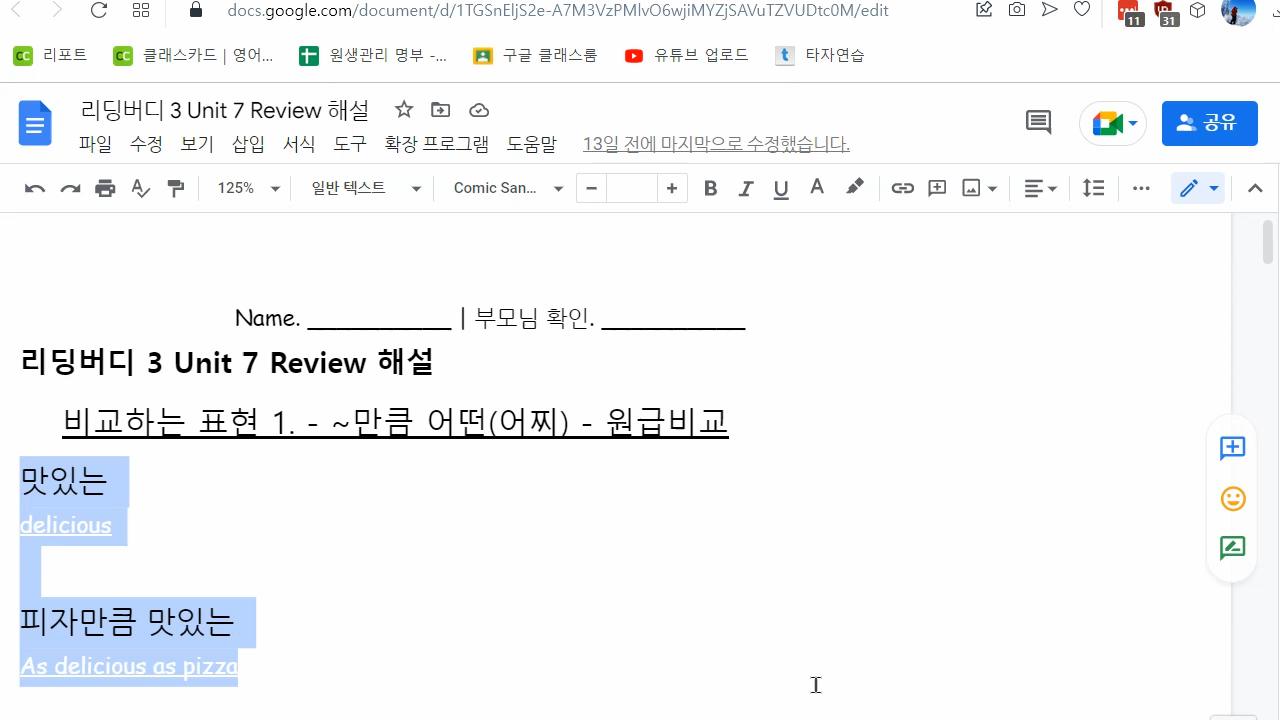 docs.google.com/document/d/1TGSnEljS2e-A7M3VzPMlvO6wjiMYZjSAVuTZVUDtc0M/edit
11
31
리포트
클래스카드 | 영어...
원생관리 명부 -...
구글 클래스룸
유튜브 업로드
타자연습
리딩버디 3 Unit 7 Review 해설
공유
파일 수정 보기 삽입 서식 도구 확장 프로그램 도움말 13일 전에 마지막으로 수정했습니다.
125% 일반 텍스트 Comic San... − + B I U A
Name. ____________ | 부모님 확인. ____________
리딩버디 3 Unit 7 Review 해설
비교하는 표현 1. - ~만큼 어떤(어찌) - 원급비교
맛있는
delicious
피자만큼 맛있는
As delicious as pizza